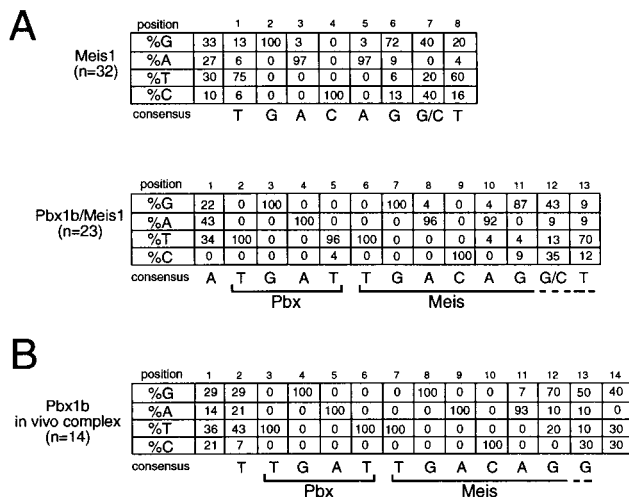 A
position 1 2 3 4 5 6 7 8
Meis1
(n=32)
%G 33 13 100 3 0 3 72 40 20
%A 27 6 0 97 0 97 9 0 4
%T 30 75 0 0 0 0 6 20 60
%C 10 6 0 0 100 0 13 40 16
consensus T G A C A G G/C T
position 1 2 3 4 5 6 7 8 9 10 11 12 13
Pbx1b/Meis1
(n=23)
%G 22 0 100 0 0 0 100 4 0 4 87 43 9
%A 43 0 0 100 0 0 0 96 0 92 0 9 9
%T 34 100 0 0 96 100 0 0 0 4 4 13 70
%C 0 0 0 0 4 0 0 0 100 0 9 35 12
consensus A T G A T T G A C A G G/C T
Pbx Meis
B
position 1 2 3 4 5 6 7 8 9 10 11 12 13 14
Pbx1b
in vivo complex
(n=14)
%G 29 29 0 100 0 0 0 100 0 0 7 70 50 40
%A 14 21 0 0 100 0 0 0 100 0 93 10 10 0
%T 36 43 100 0 0 100 100 0 0 0 0 20 10 30
%C 21 7 0 0 0 0 0 0 0 100 0 0 30 30
consensus T T G A T T G A C A G G
Pbx Meis